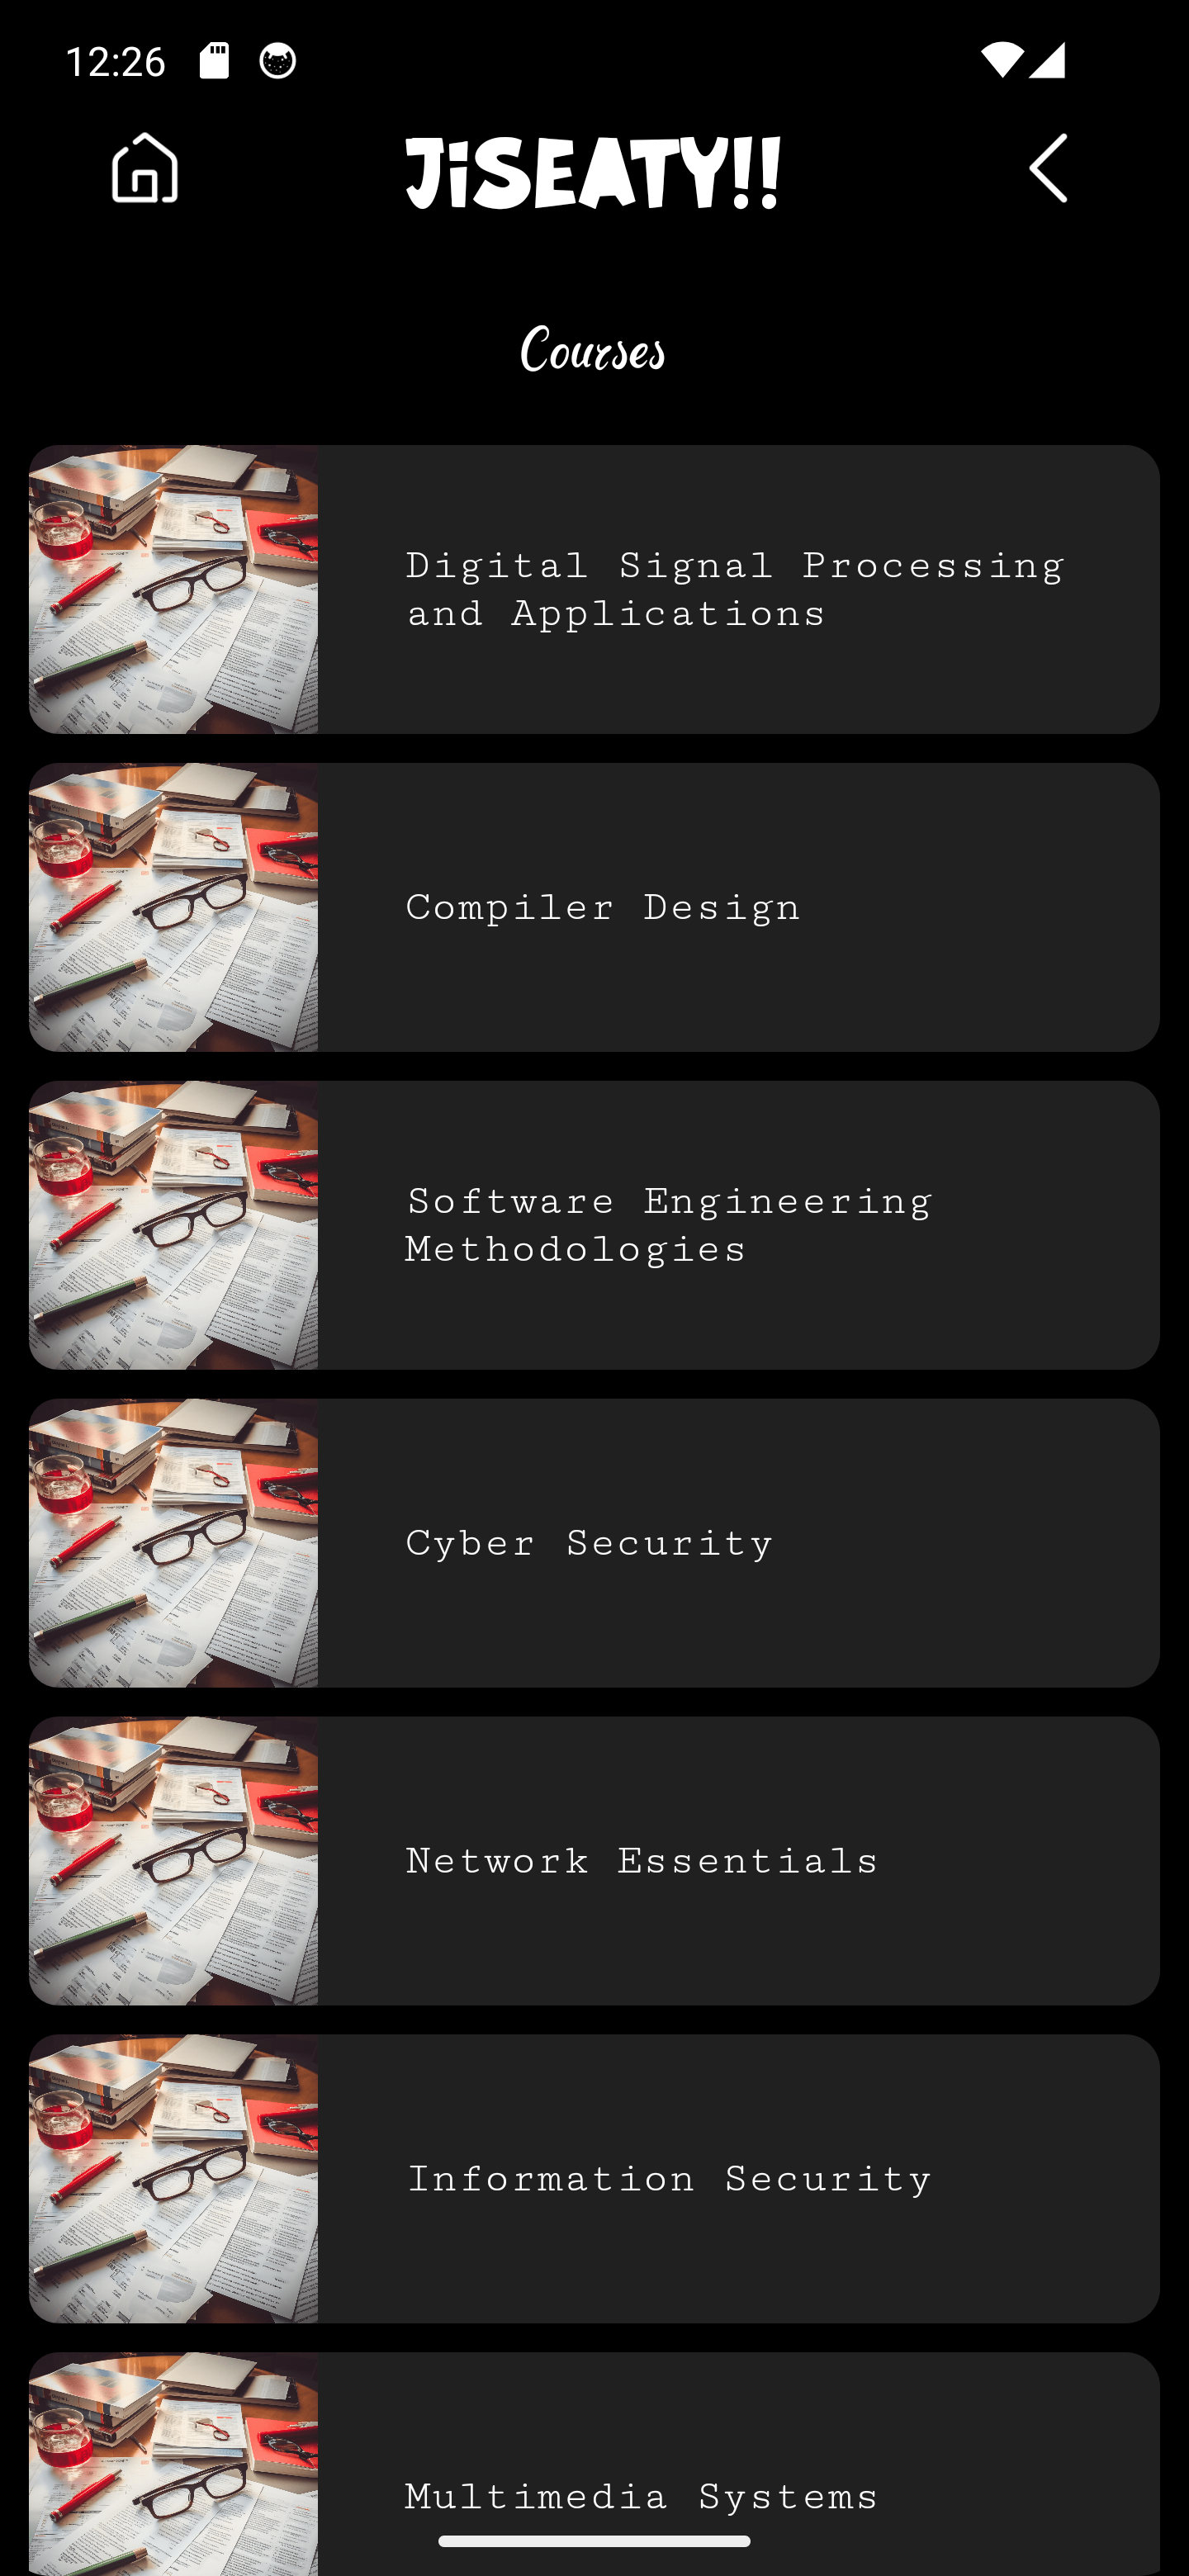 12:26
JiSEATY!!
Courses
Digital Signal Processing
and Applications
Compiler Design
Software Engineering
Methodologies
Cyber Security
Network Essentials
Information Security
Multimedia Systems